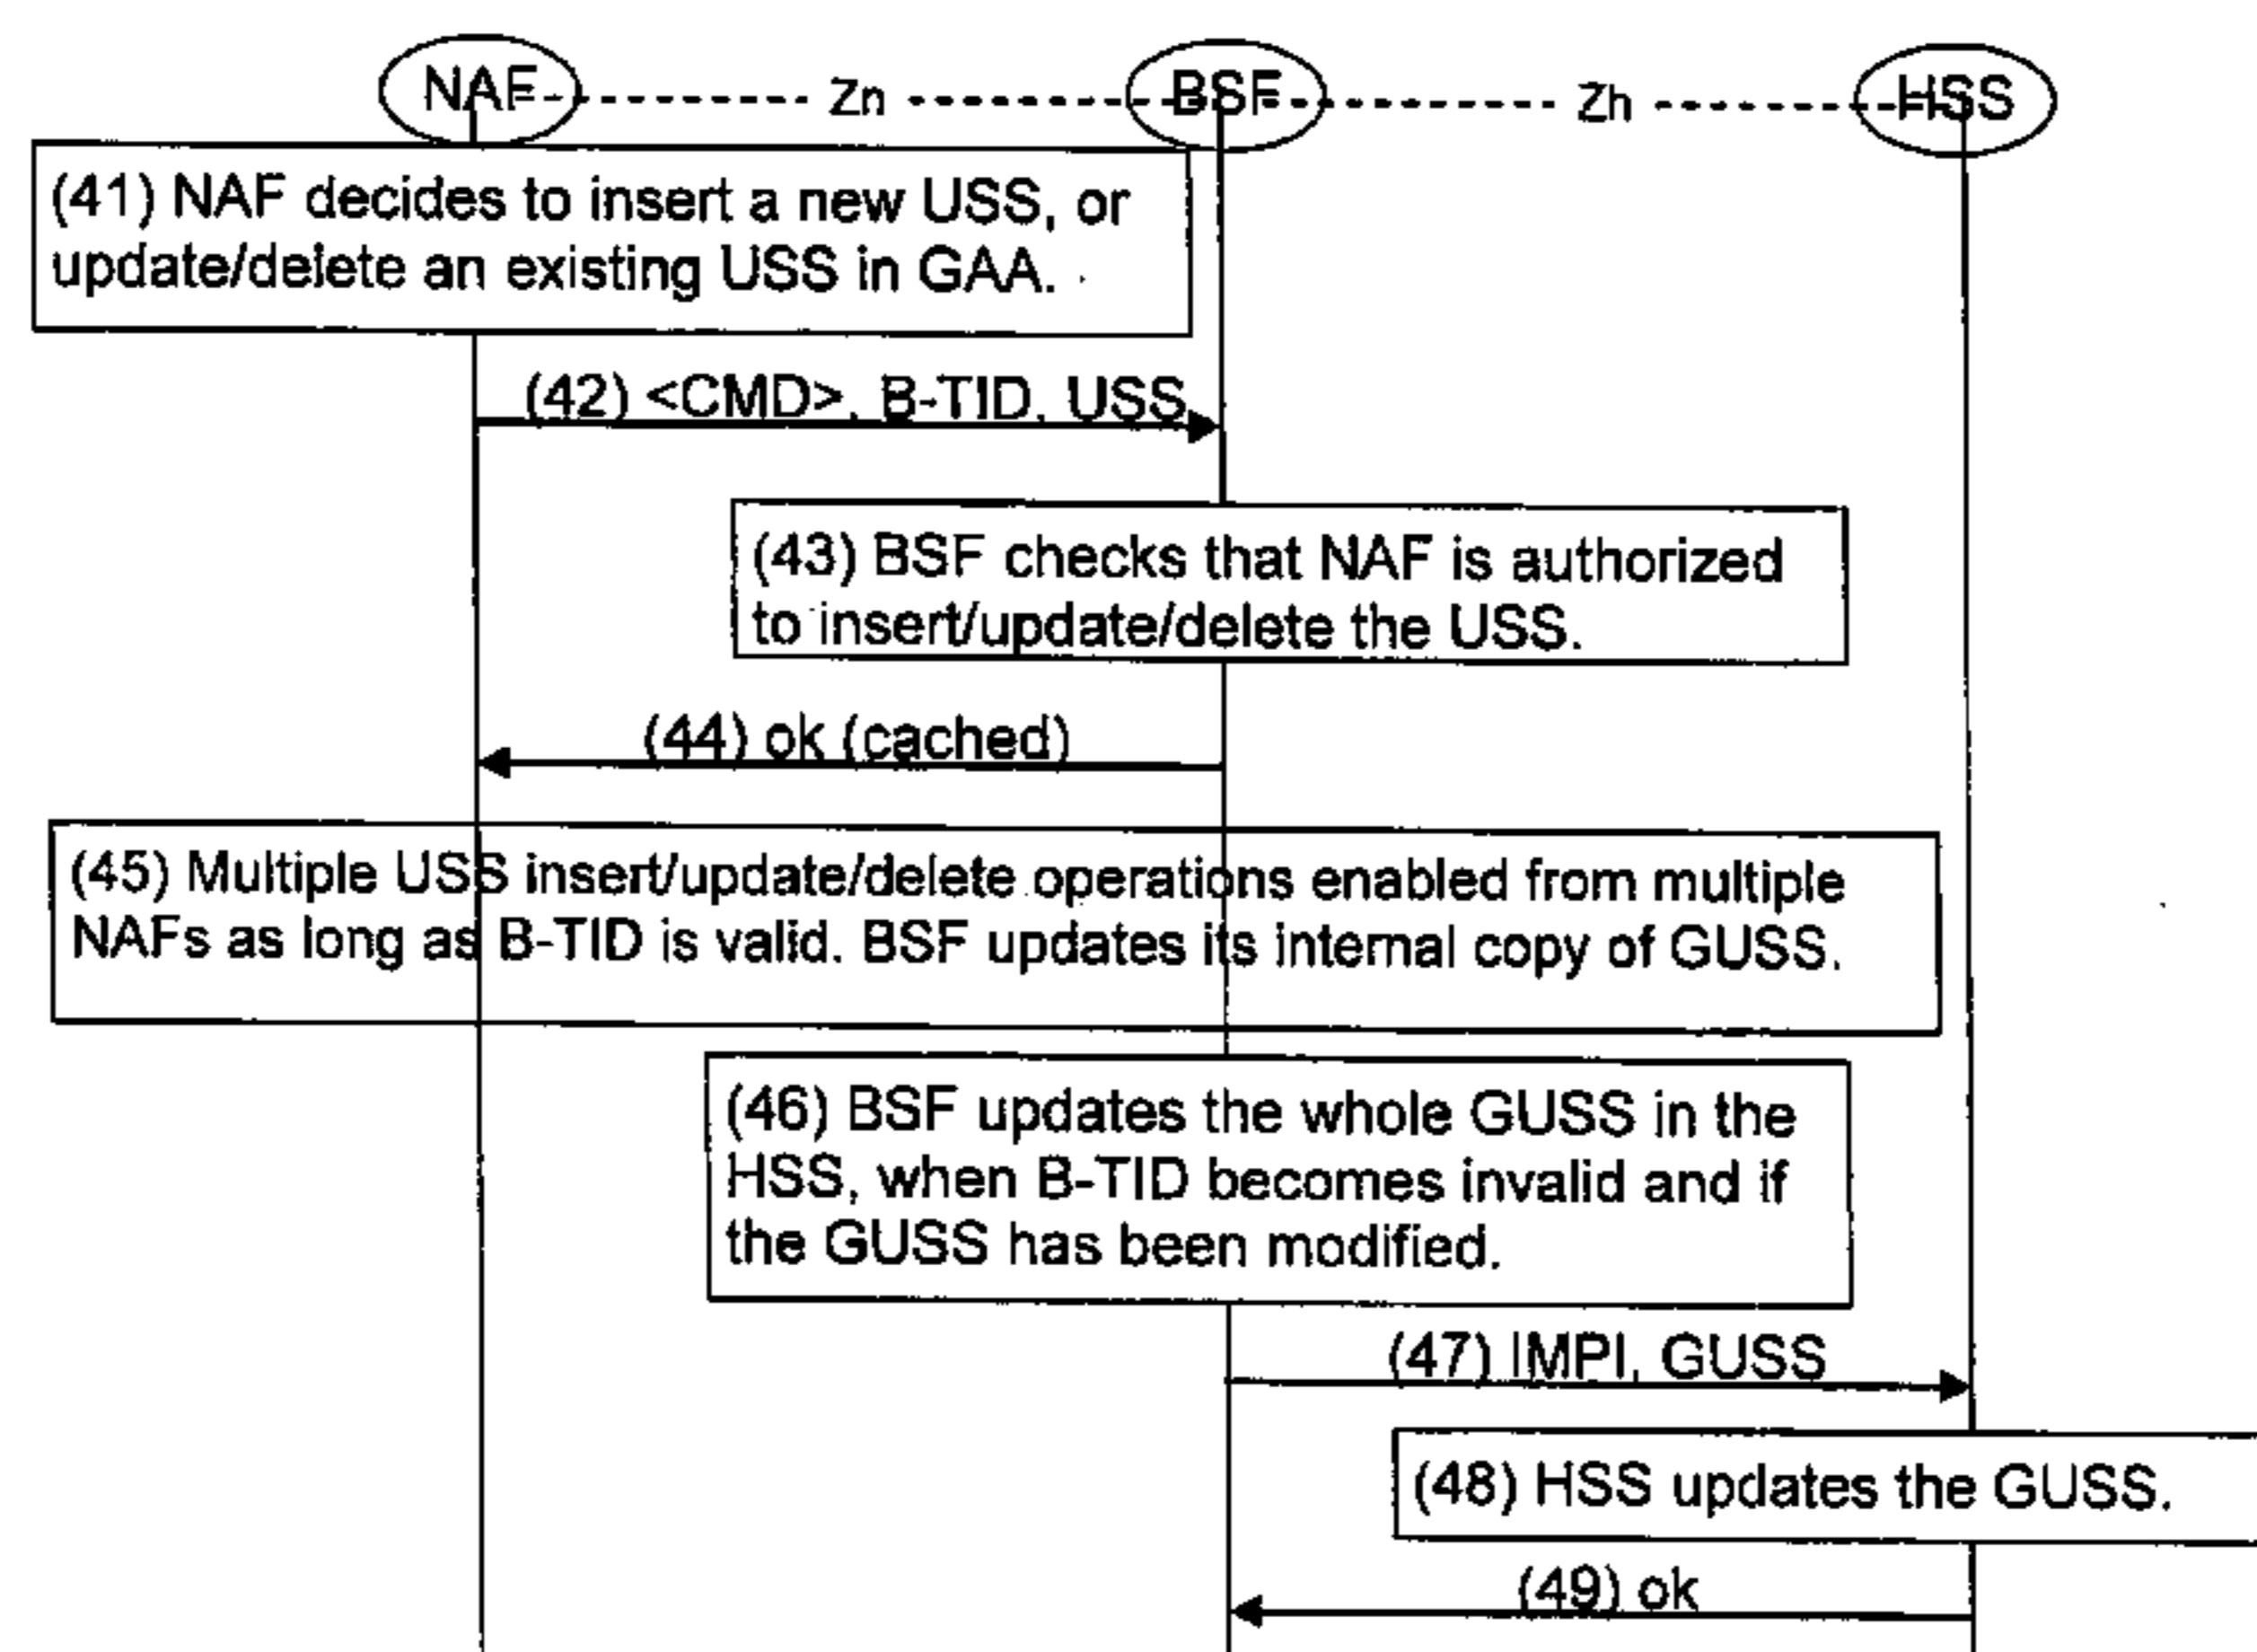 NAF Zn BSF Zh HSS
(41) NAF decides to insert a new USS, or
update/delete an existing USS in GAA.
(42) <CMD>, B-TID, USS
(43) BSF checks that NAF is authorized
to insert/update/delete the USS.
(44) ok (cached)
(45) Multiple USS insert/update/delete operations enabled from multiple
NAFs as long as B-TID is valid. BSF updates its internal copy of GUSS.
(46) BSF updates the whole GUSS in the
HSS, when B-TID becomes invalid and if
the GUSS has been modified.
(47) IMPI, GUSS
(48) HSS updates the GUSS.
(49) ok